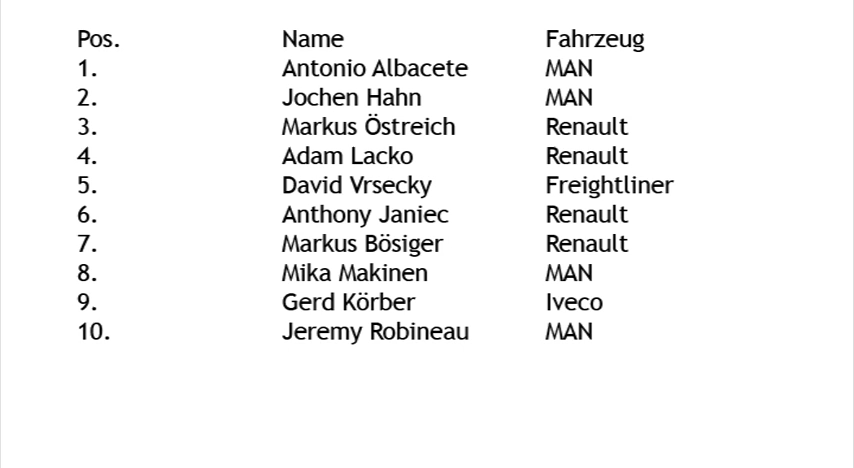 Pos. Name Fahrzeug
1. Antonio Albacete MAN
2. Jochen Hahn MAN
3. Markus Östreich Renault
4. Adam Lacko Renault
5. David Vrsecky Freightliner
6. Anthony Janiec Renault
7. Markus Bösiger Renault
8. Mika Makinen MAN
9. Gerd Körber Iveco
10. Jeremy Robineau MAN